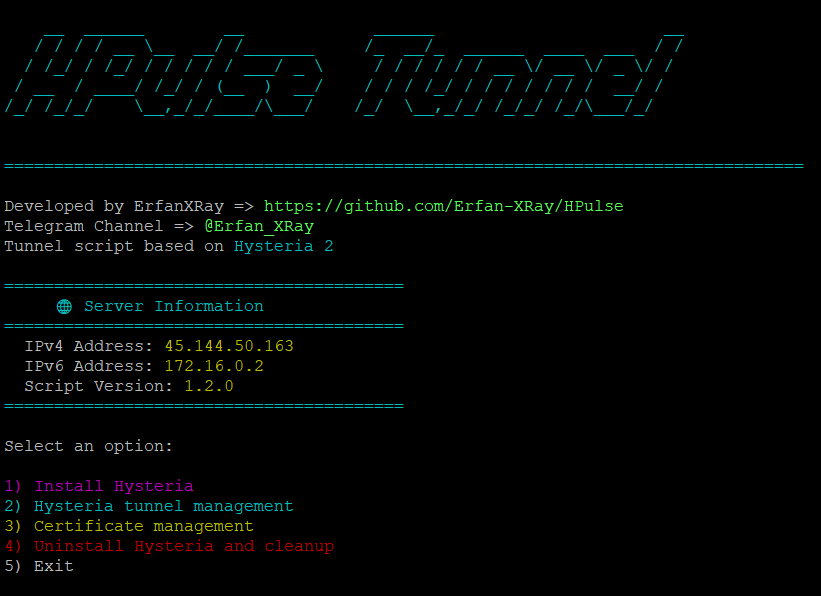 HPulse Tunnel
================================================================================
Developed by ErfanXRay => https://github.com/Erfan-XRay/HPulse
Telegram Channel => @Erfan_XRay
Tunnel script based on Hysteria 2
========================================
🌐 Server Information
========================================
IPv4 Address: 45.144.50.163
IPv6 Address: 172.16.0.2
Script Version: 1.2.0
========================================
Select an option:
1) Install Hysteria
2) Hysteria tunnel management
3) Certificate management
4) Uninstall Hysteria and cleanup
5) Exit